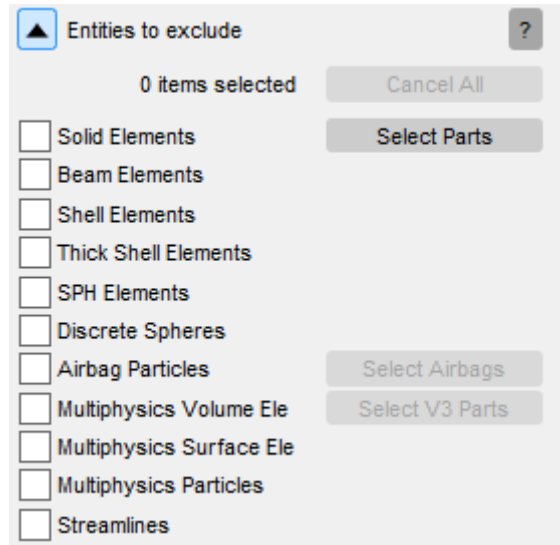 Entities to exclude ?
0 items selected Cancel All
Solid Elements Select Parts
Beam Elements
Shell Elements
Thick Shell Elements
SPH Elements
Discrete Spheres
Airbag Particles Select Airbags
Multiphysics Volume Ele Select V3 Parts
Multiphysics Surface Ele
Multiphysics Particles
Streamlines